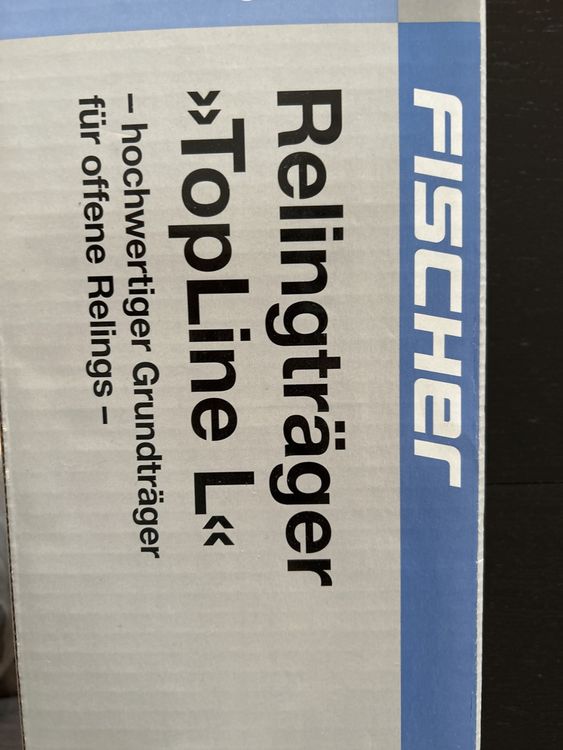 FISCHER
Relingträger
»TopLine L«
– hochwertiger Grundträger
für offene Relings –